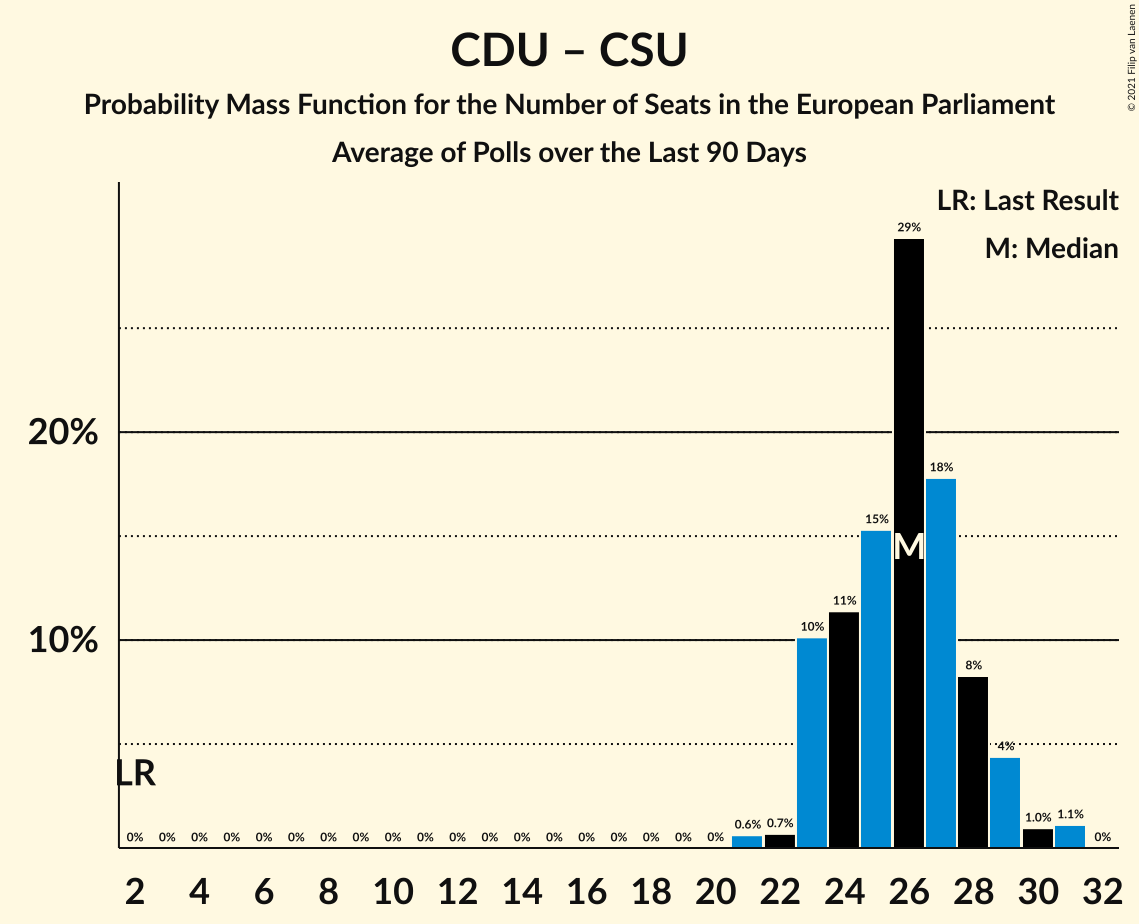 CDU – CSU
Probability Mass Function for the Number of Seats in the European Parliament
Average of Polls over the Last 90 Days
© 2021 Filip van Laenen
LR: Last Result
M: Median
29%
20%
18%
15%
M
11%
10%
10%
8%
4%
LR
0% 0% 0% 0% 0% 0% 0% 0% 0% 0% 0% 0% 0% 0% 0% 0% 0% 0% 0% 0.6% 0.7% 1.0% 1.1% 0%
2 4 6 8 10 12 14 16 18 20 22 24 26 28 30 32